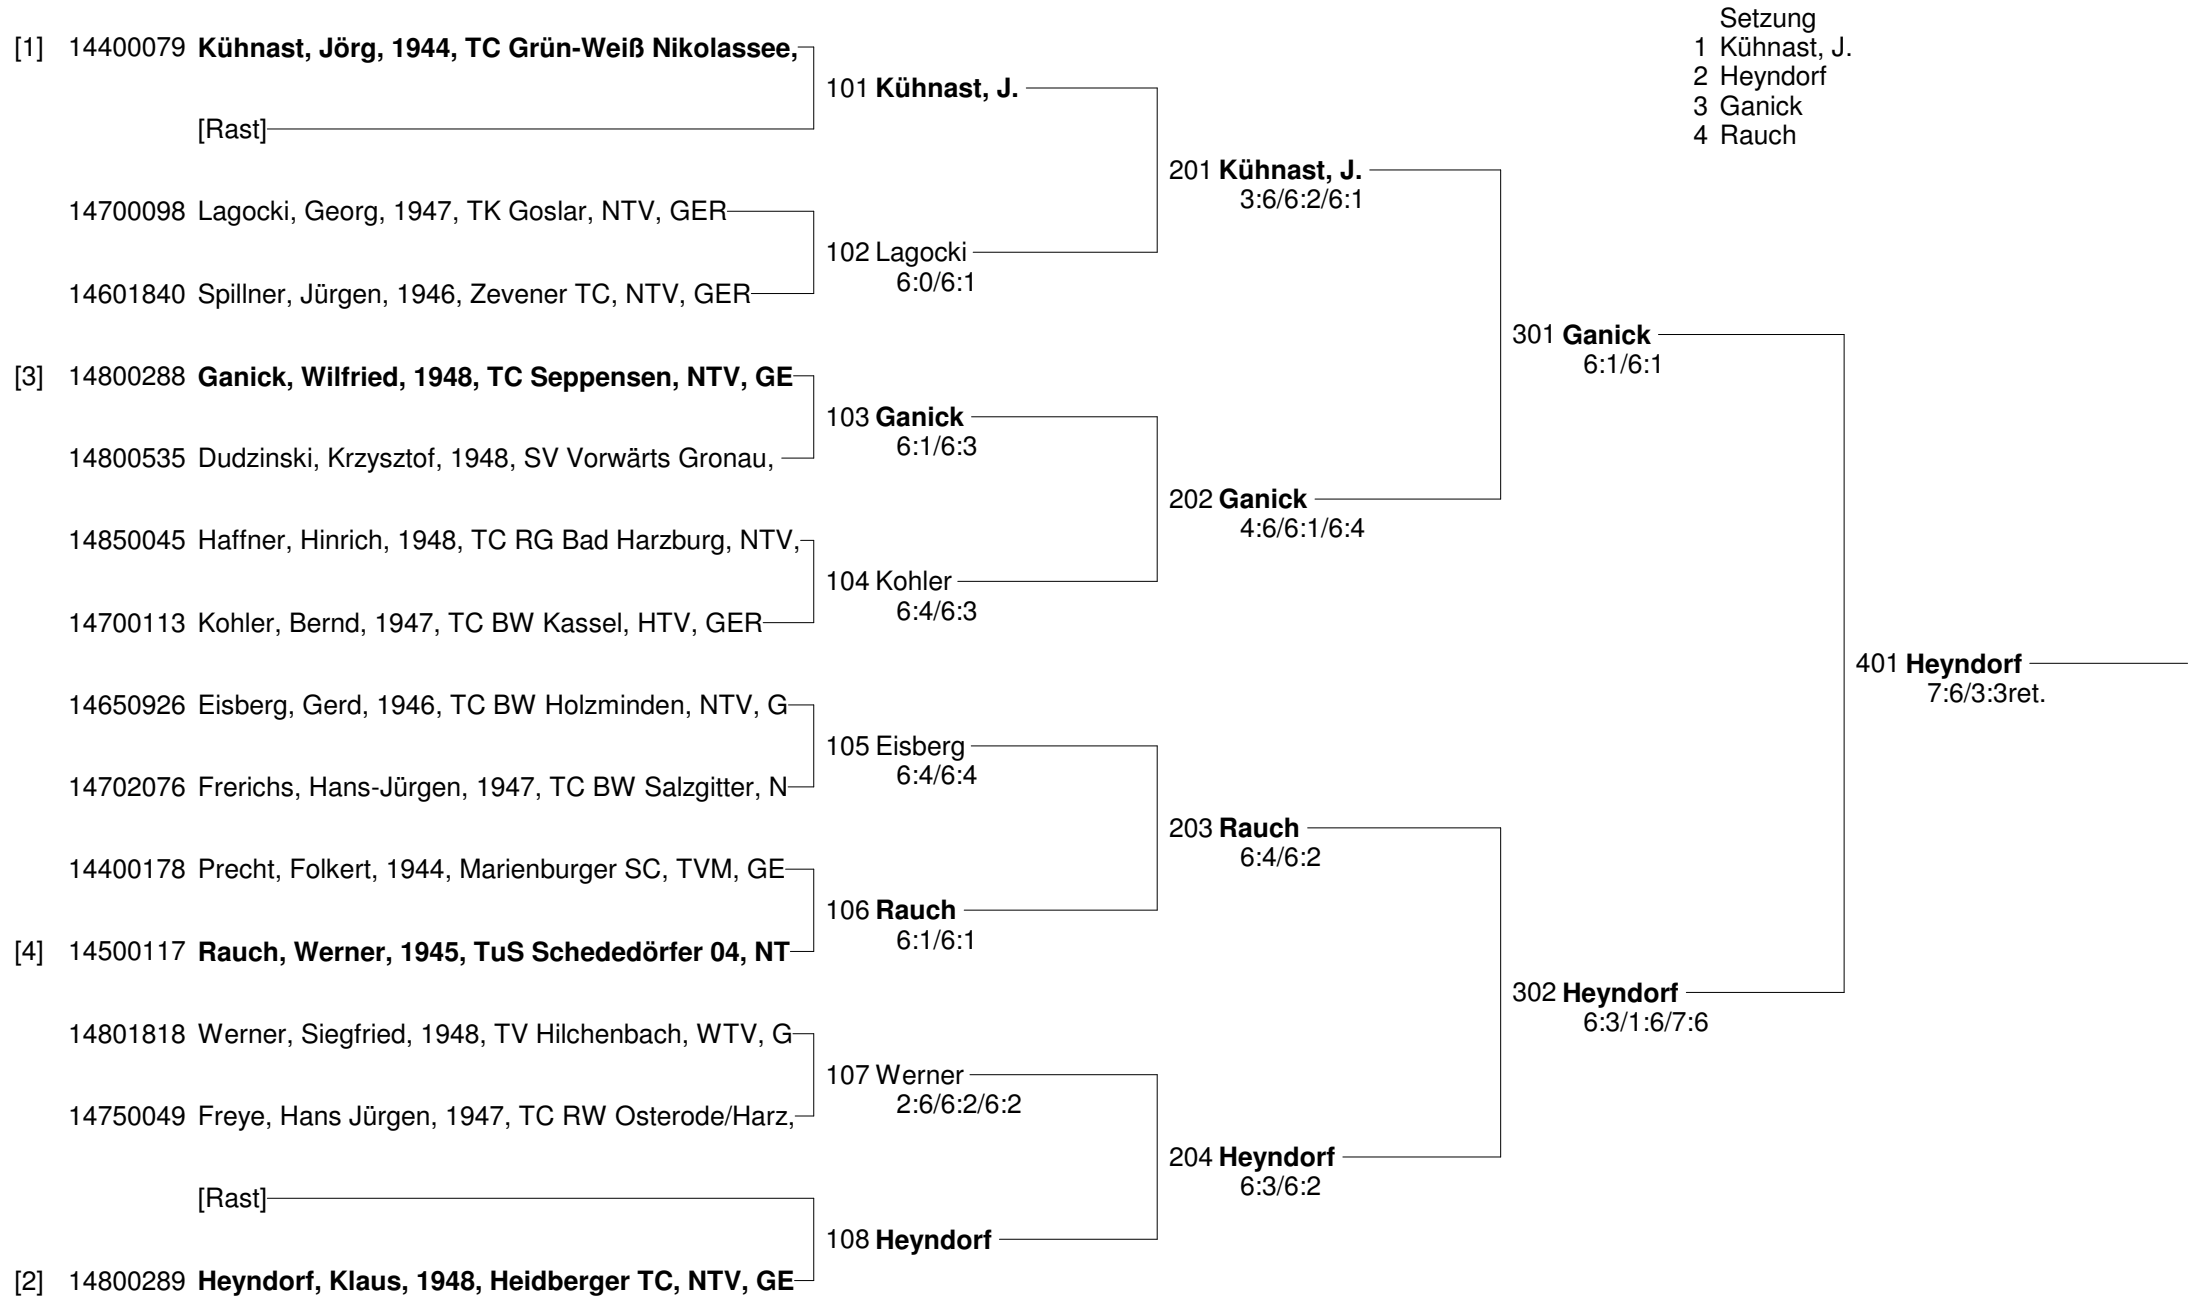 Setzung
1 Kühnast, J.
2 Heyndorf
3 Ganick
4 Rauch
[1] 14400079 Kühnast, Jörg, 1944, TC Grün-Weiß Nikolassee,
[Rast]
14700098 Lagocki, Georg, 1947, TK Goslar, NTV, GER
14601840 Spillner, Jürgen, 1946, Zevener TC, NTV, GER
[3] 14800288 Ganick, Wilfried, 1948, TC Seppensen, NTV, GE
14800535 Dudzinski, Krzysztof, 1948, SV Vorwärts Gronau,
14850045 Haffner, Hinrich, 1948, TC RG Bad Harzburg, NTV,
14700113 Kohler, Bernd, 1947, TC BW Kassel, HTV, GER
14650926 Eisberg, Gerd, 1946, TC BW Holzminden, NTV, G
14702076 Frerichs, Hans-Jürgen, 1947, TC BW Salzgitter, N
14400178 Precht, Folkert, 1944, Marienburger SC, TVM, GE
[4] 14500117 Rauch, Werner, 1945, TuS Schededörfer 04, NT
14801818 Werner, Siegfried, 1948, TV Hilchenbach, WTV, G
14750049 Freye, Hans Jürgen, 1947, TC RW Osterode/Harz,
[Rast]
[2] 14800289 Heyndorf, Klaus, 1948, Heidberger TC, NTV, GE
101 Kühnast, J.
102 Lagocki
6:0/6:1
103 Ganick
6:1/6:3
104 Kohler
6:4/6:3
105 Eisberg
6:4/6:4
106 Rauch
6:1/6:1
107 Werner
2:6/6:2/6:2
108 Heyndorf
201 Kühnast, J.
3:6/6:2/6:1
202 Ganick
4:6/6:1/6:4
203 Rauch
6:4/6:2
204 Heyndorf
6:3/6:2
301 Ganick
6:1/6:1
302 Heyndorf
6:3/1:6/7:6
401 Heyndorf
7:6/3:3ret.